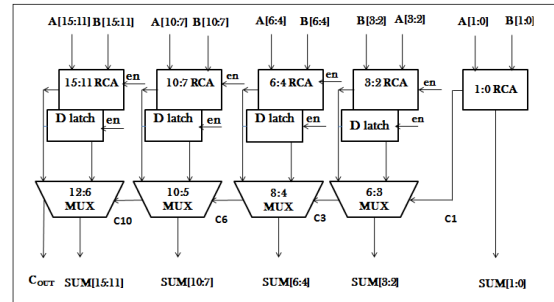 A[15:11] B[15:11] A[10:7] B[10:7] A[6:4] B[6:4] B[3:2] A[3:2] A[1:0] B[1:0]
15:11 RCA en 10:7 RCA en 6:4 RCA en 3:2 RCA en 1:0 RCA
D latch en D latch en D latch en D latch en
12:6 MUX C10 10:5 MUX C6 8:4 MUX C3 6:3 MUX C1
COUT SUM[15:11] SUM[10:7] SUM[6:4] SUM[3:2] SUM[1:0]